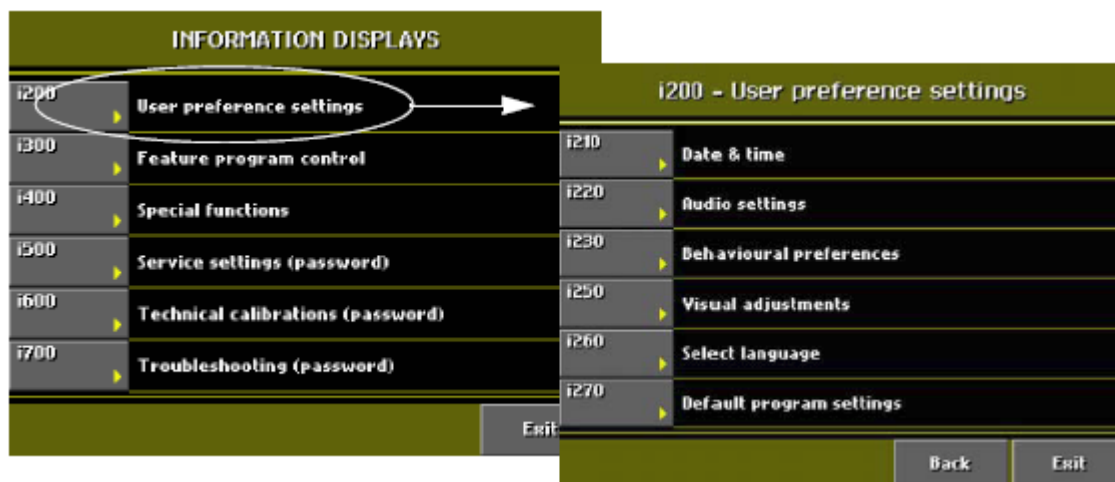 INFORMATION DISPLAYS
i200 User preference settings
i300 Feature program control
i400 Special functions
i500 Service settings (password)
i600 Technical calibrations (password)
i700 Troubleshooting (password)
Exit
i200 - User preference settings
i210 Date & time
i220 Audio settings
i230 Behavioural preferences
i250 Visual adjustments
i260 Select language
i270 Default program settings
Back Exit